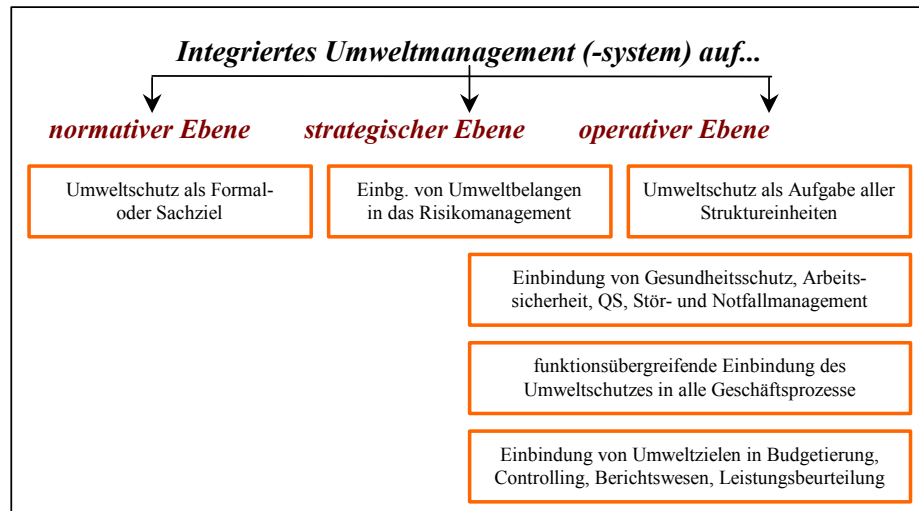 Integriertes Umweltmanagement (-system) auf...
normativer Ebene
strategischer Ebene
operativer Ebene
Umweltschutz als Formal-
oder Sachziel
Einbg. von Umweltbelangen
in das Risikomanagement
Umweltschutz als Aufgabe aller
Struktureinheiten
Einbindung von Gesundheitsschutz, Arbeits-
sicherheit, QS, Stör- und Notfallmanagement
funktionsübergreifende Einbindung des
Umweltschutzes in alle Geschäftsprozesse
Einbindung von Umweltzielen in Budgetierung,
Controlling, Berichtswesen, Leistungsbeurteilung